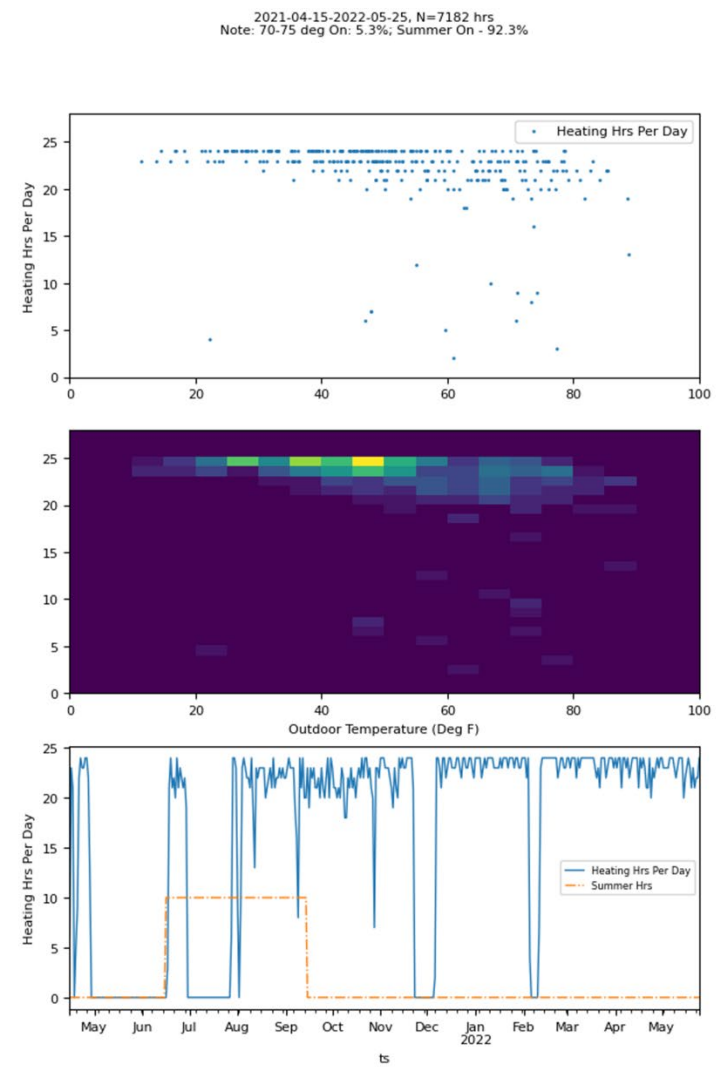 2021-04-15-2022-05-25, N=7182 hrs
Note: 70-75 deg On: 5.3%; Summer On - 92.3%
Heating Hrs Per Day
25
20
15
10
5
0
Heating Hrs Per Day
0 20 40 60 80 100
25
20
15
10
5
0
0 20 40 60 80 100
Outdoor Temperature (Deg F)
25
20
15
10
5
0
Heating Hrs Per Day
Heating Hrs Per Day
Summer Hrs
May Jun Jul Aug Sep Oct Nov Dec Jan Feb Mar Apr May
2022
ts